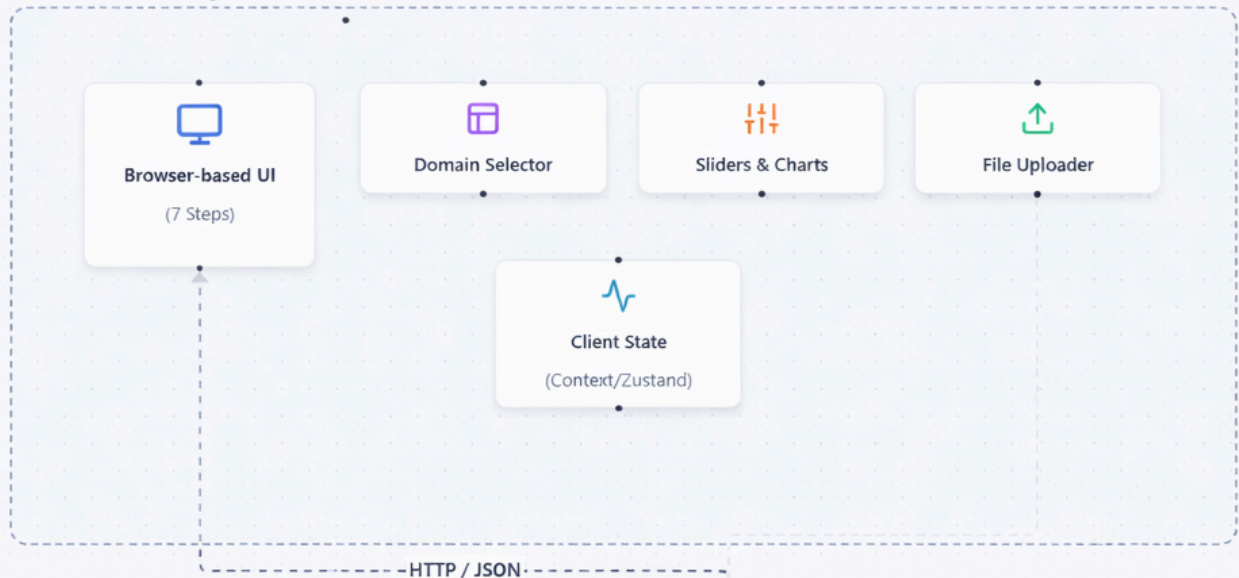 Browser-based UI
(7 Steps)
Domain Selector
Sliders & Charts
File Uploader
Client State
(Context/Zustand)
HTTP / JSON